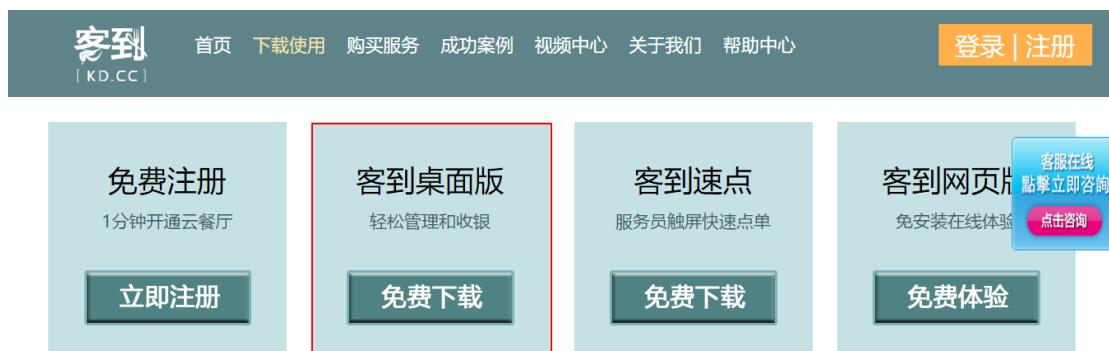 客到
[ KD.CC ]
首页 下载使用 购买服务 成功案例 视频中心 关于我们 帮助中心
登录 | 注册
免费注册
1分钟开通云餐厅
立即注册
客到桌面版
轻松管理和收银
免费下载
客到速点
服务员触屏快速点单
免费下载
客到网页
免安装在线体验
免费体验
客服在线
點擊立即咨詢
点击咨询